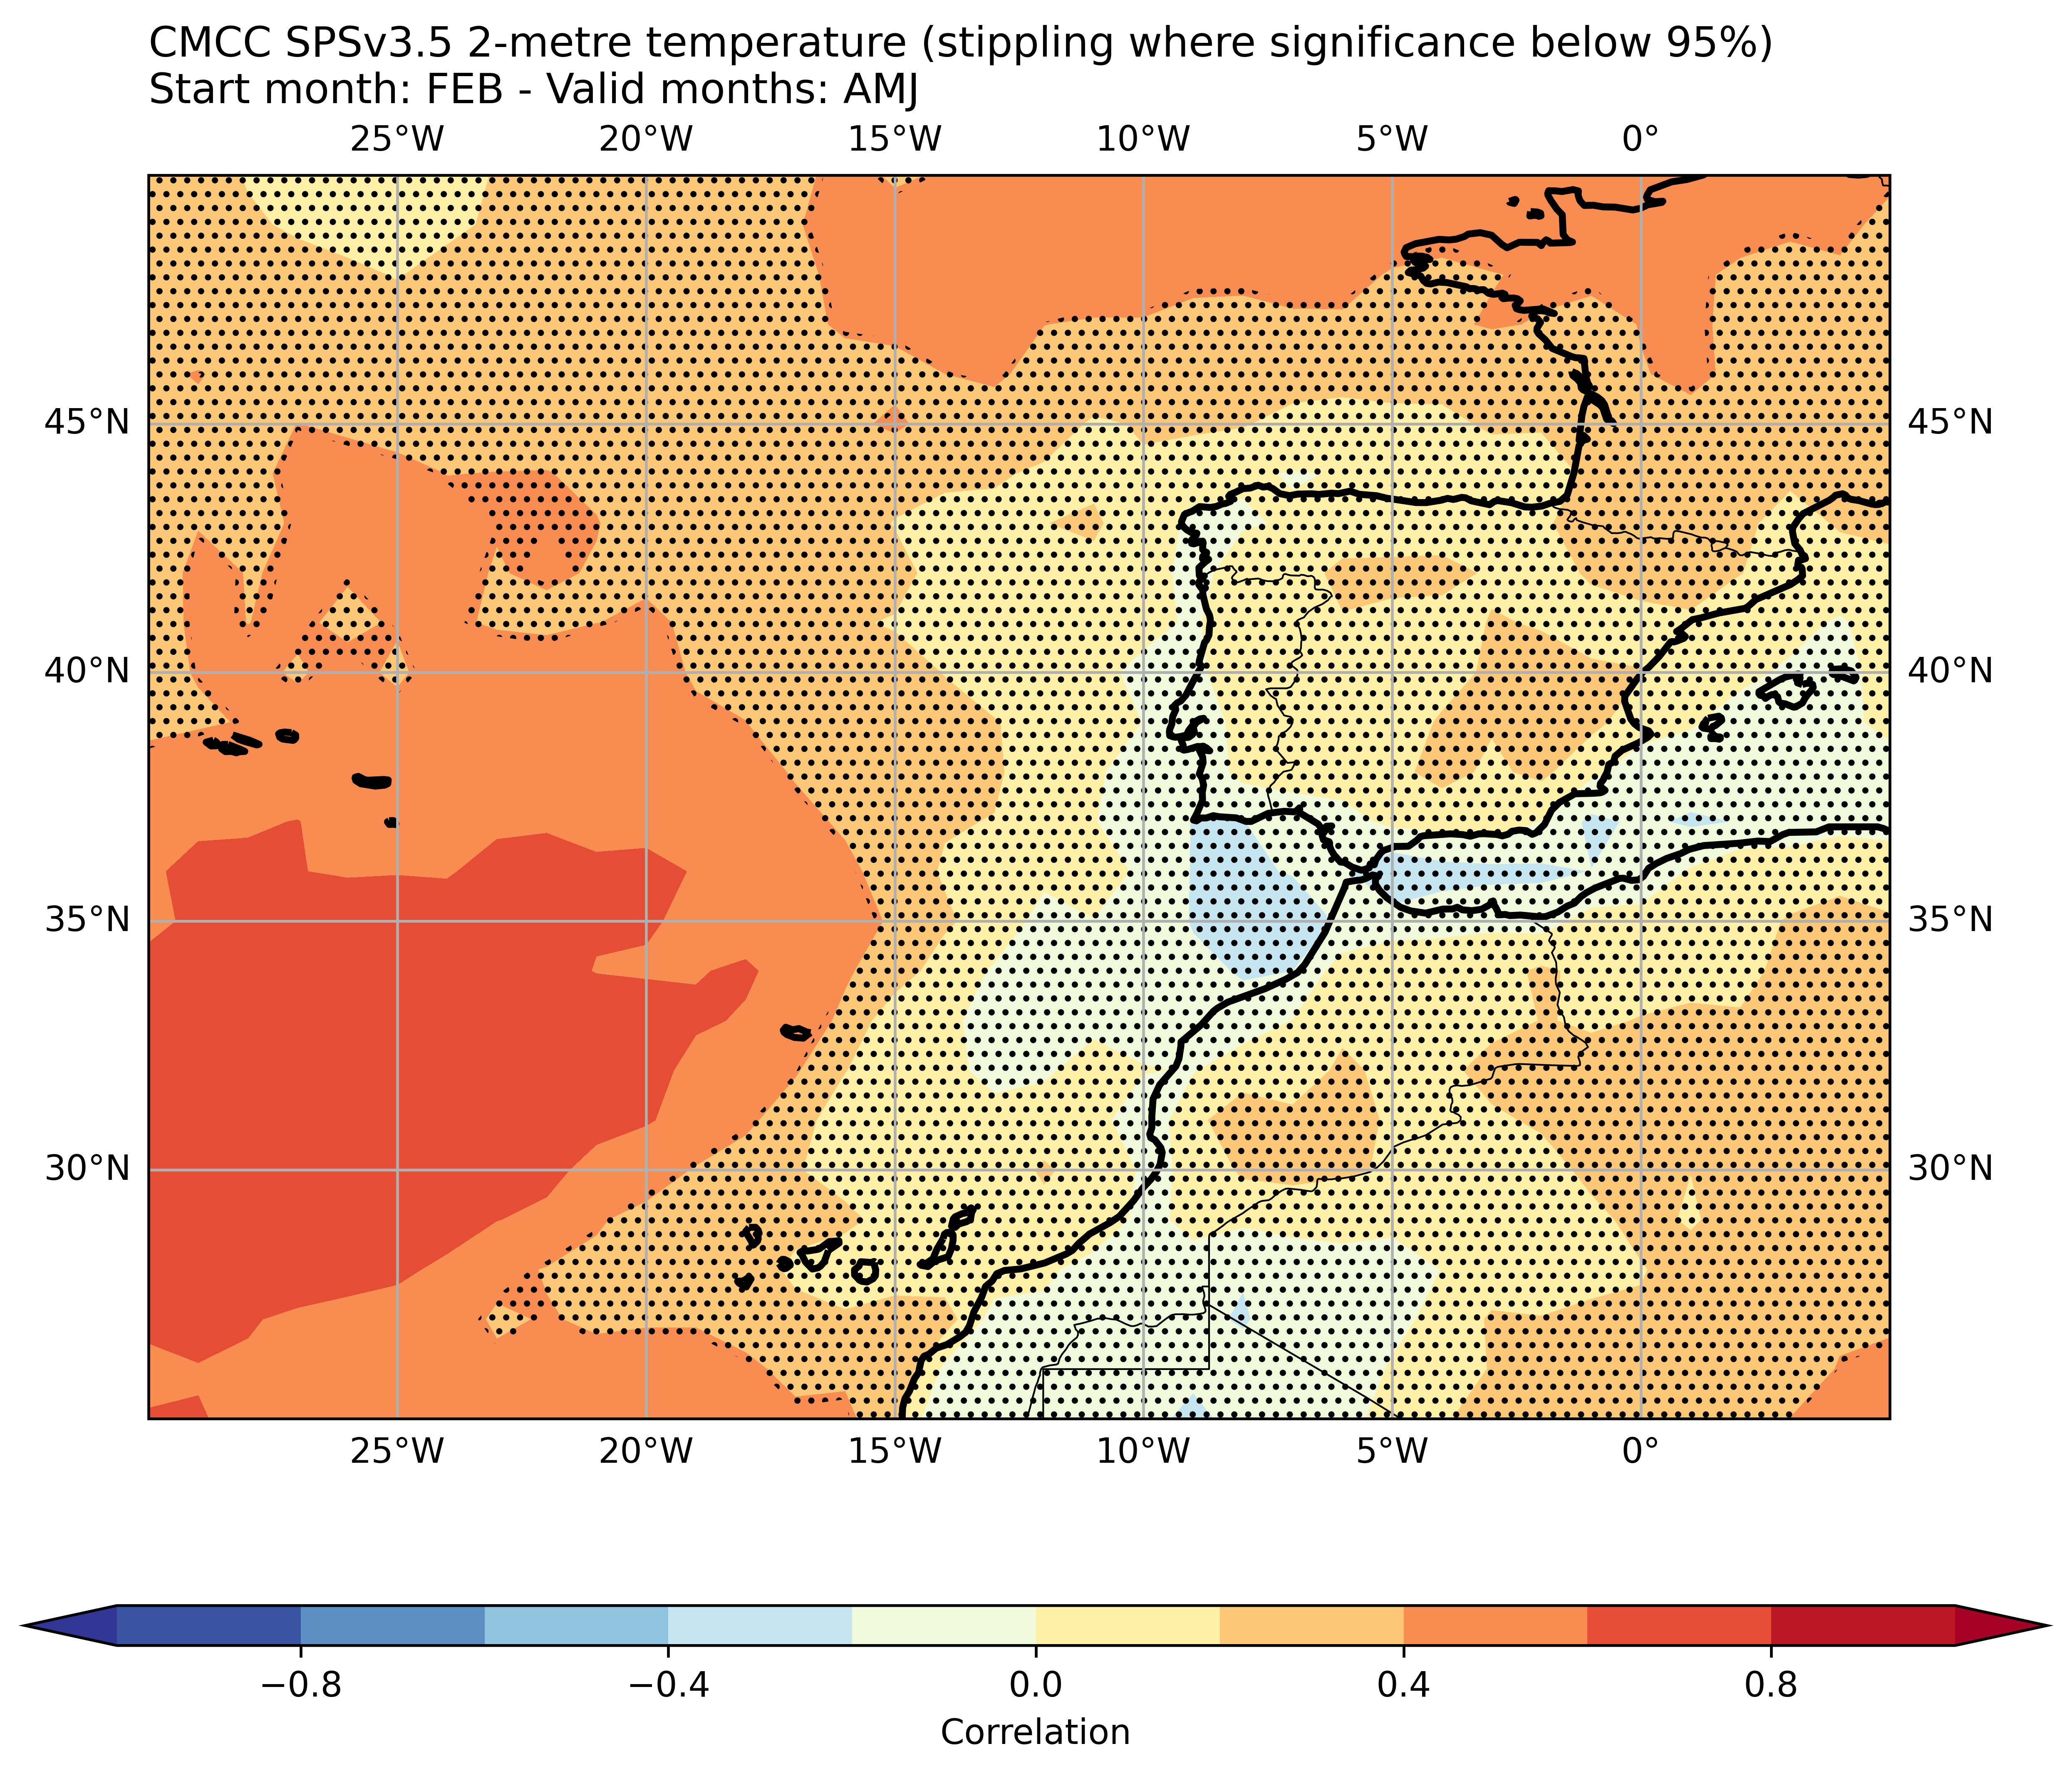 CMCC SPSv3.5 2-metre temperature (stippling where significance below 95%)
Start month: FEB - Valid months: AMJ
25°W 20°W 15°W 10°W 5°W 0°
45°N 45°N
40°N 40°N
35°N 35°N
30°N 30°N
25°W 20°W 15°W 10°W 5°W 0°
−0.8 −0.4 0.0 0.4 0.8
Correlation